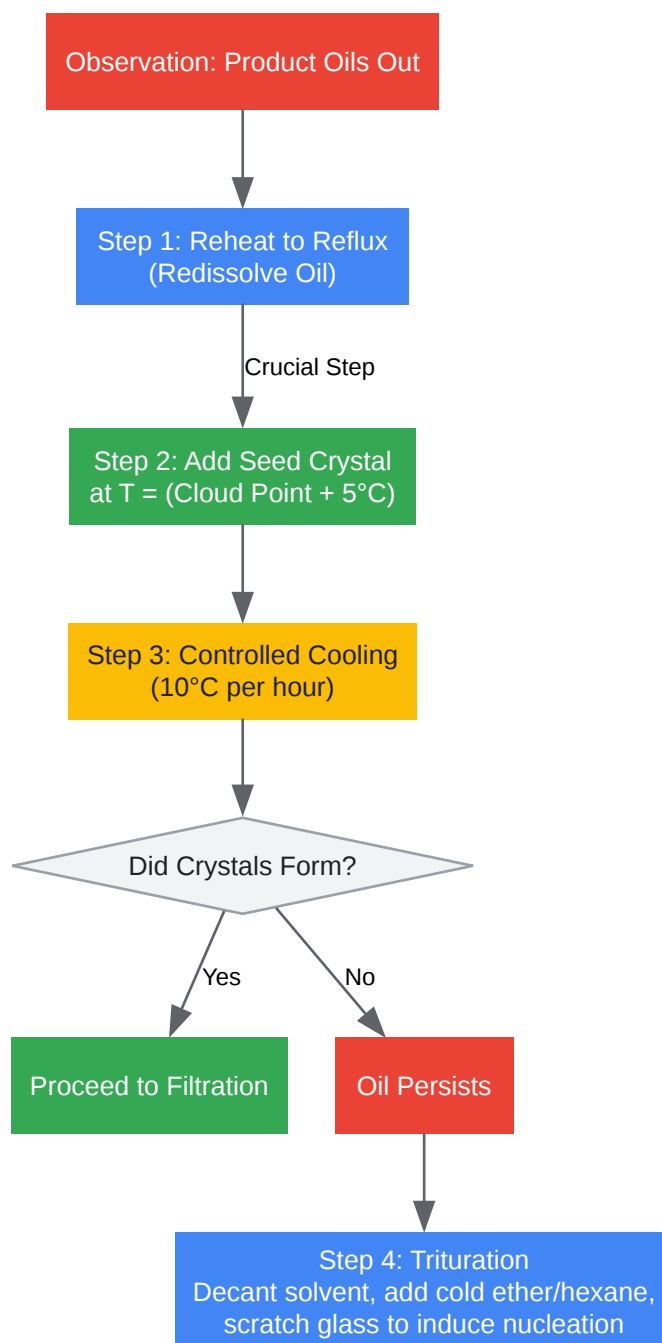 Observation: Product Oils Out
Step 1: Reheat to Reflux
(Redissolve Oil)
Crucial Step
Step 2: Add Seed Crystal
at T = (Cloud Point + 5°C)
Step 3: Controlled Cooling
(10°C per hour)
Did Crystals Form?
Yes
No
Proceed to Filtration
Oil Persists
Step 4: Trituration
Decant solvent, add cold ether/hexane,
scratch glass to induce nucleation